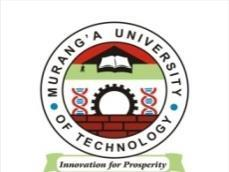 MURANG'A UNIVERSITY
OF TECHNOLOGY
Innovation for Prosperity